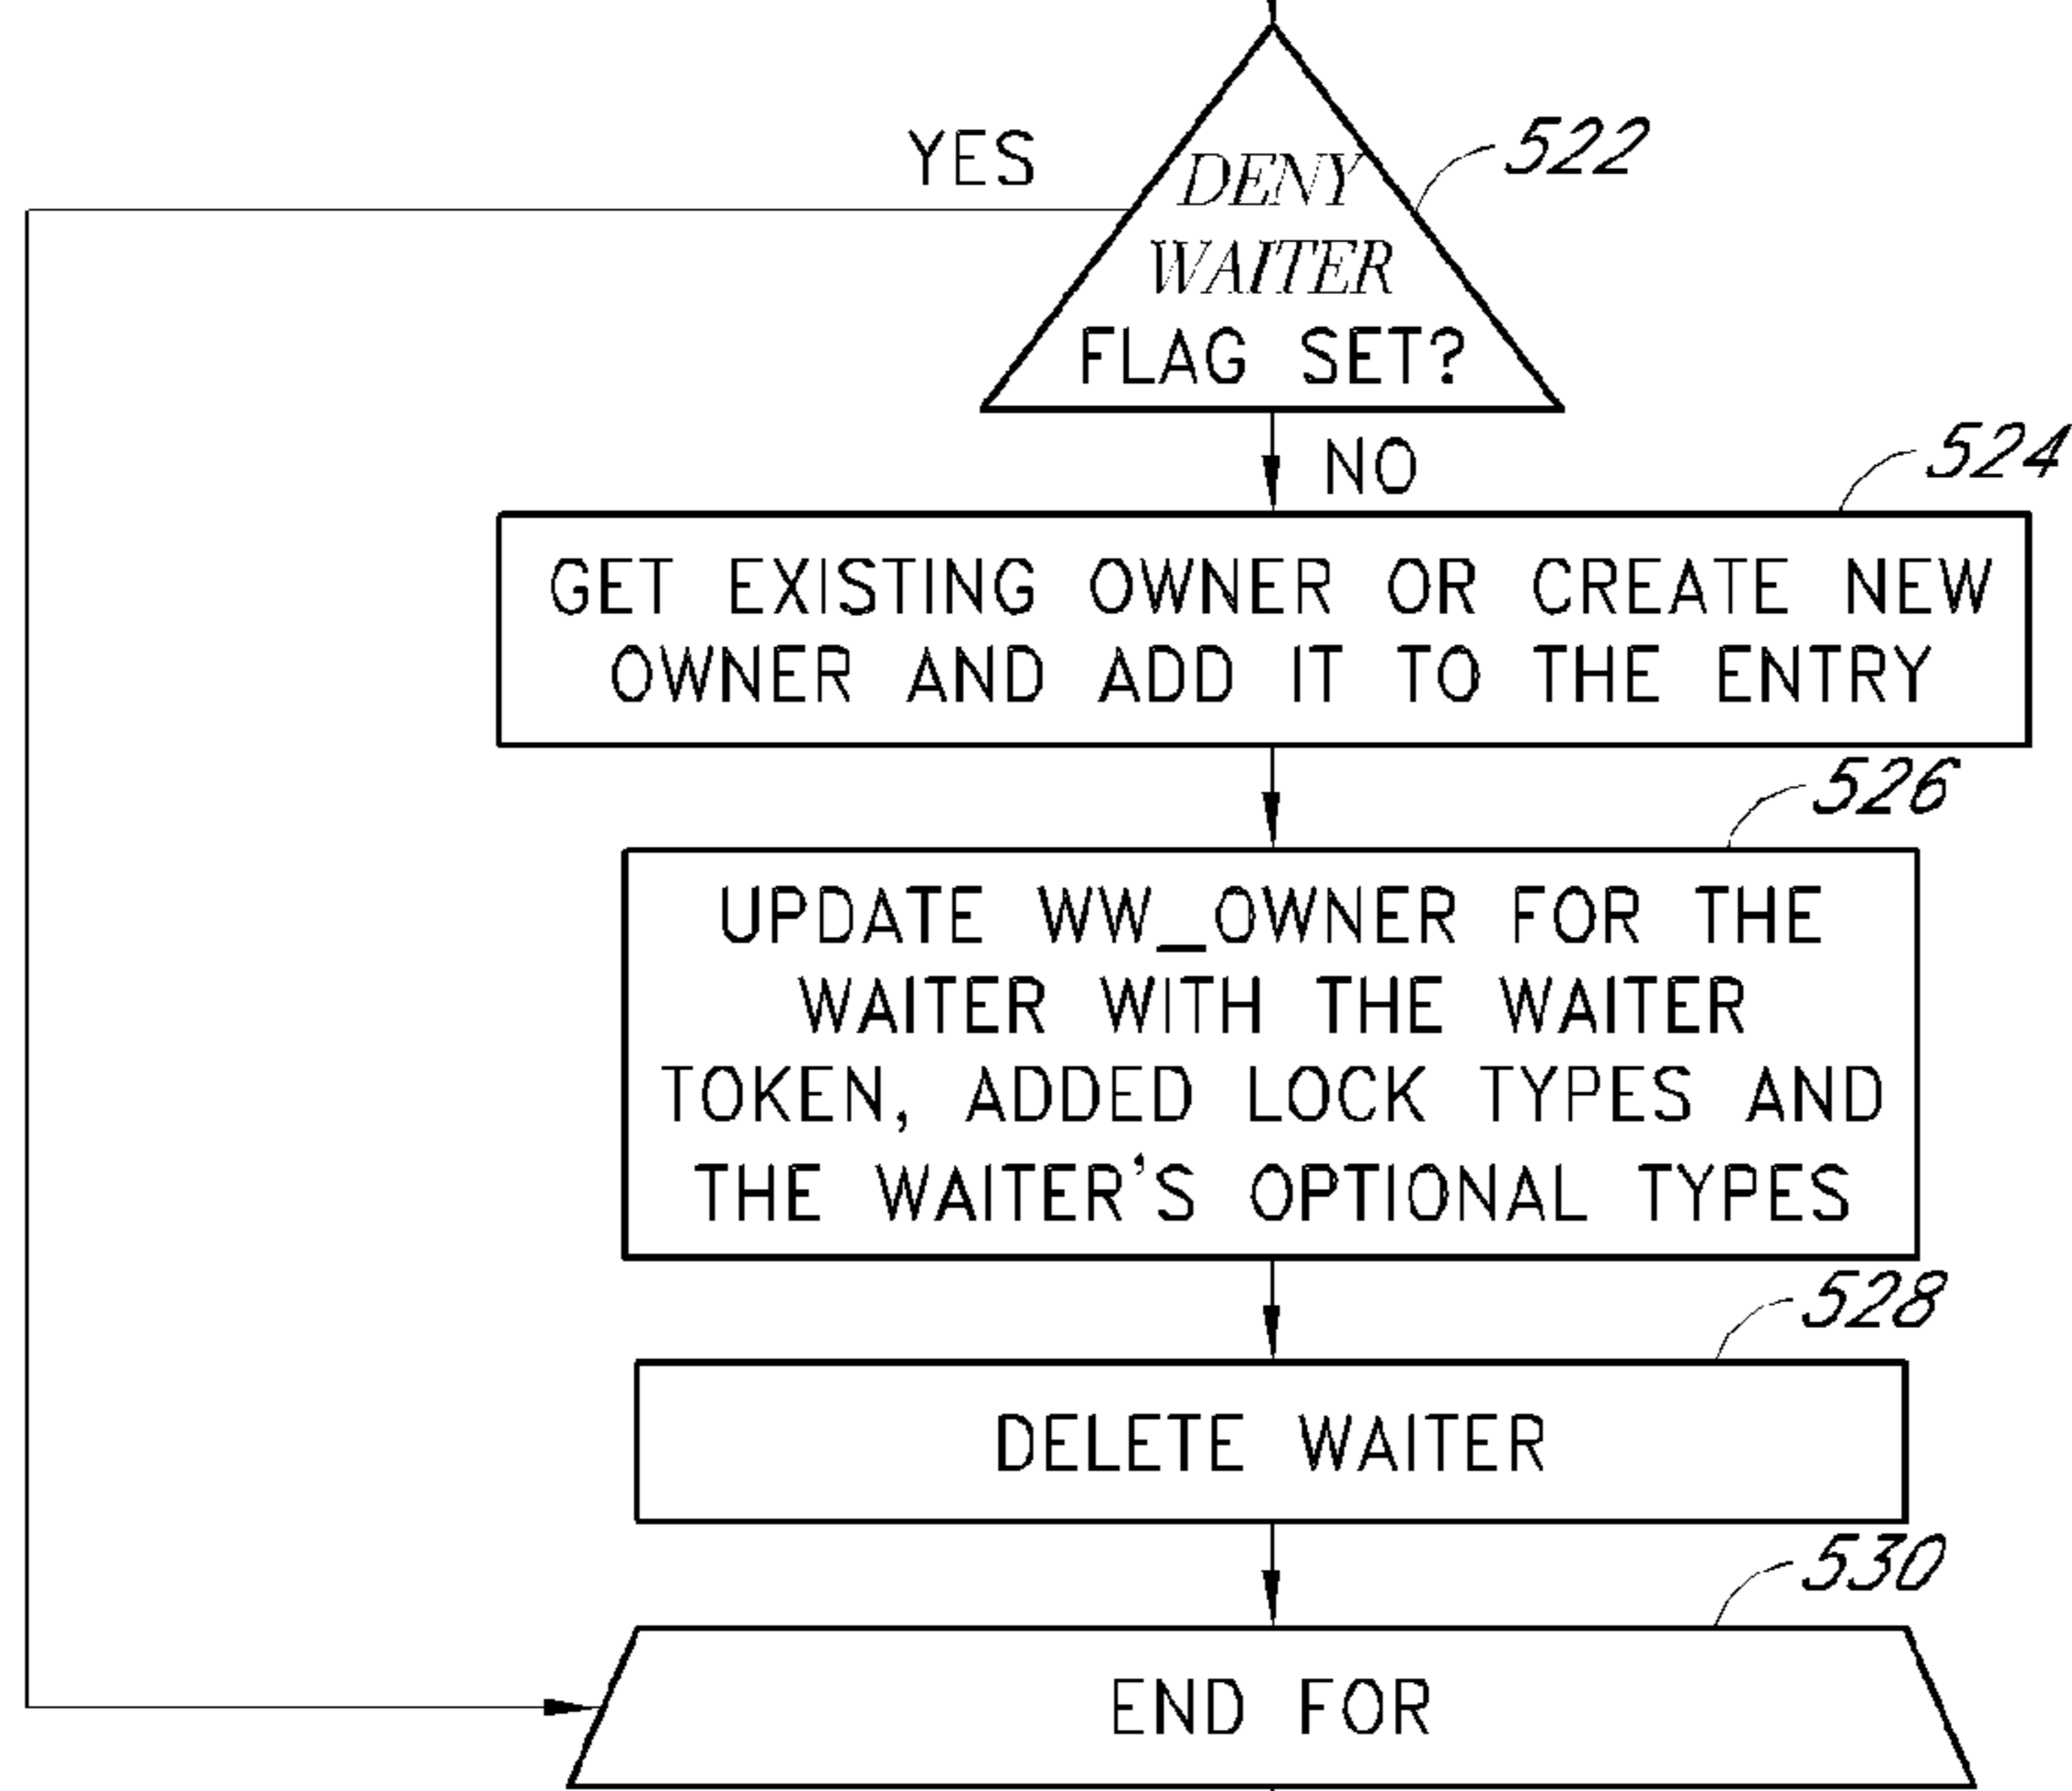 YES
DENY
WAITER
FLAG SET?
522
NO
524
GET EXISTING OWNER OR CREATE NEW
OWNER AND ADD IT TO THE ENTRY
526
UPDATE WW_OWNER FOR THE
WAITER WITH THE WAITER
TOKEN, ADDED LOCK TYPES AND
THE WAITER'S OPTIONAL TYPES
528
DELETE WAITER
530
END FOR